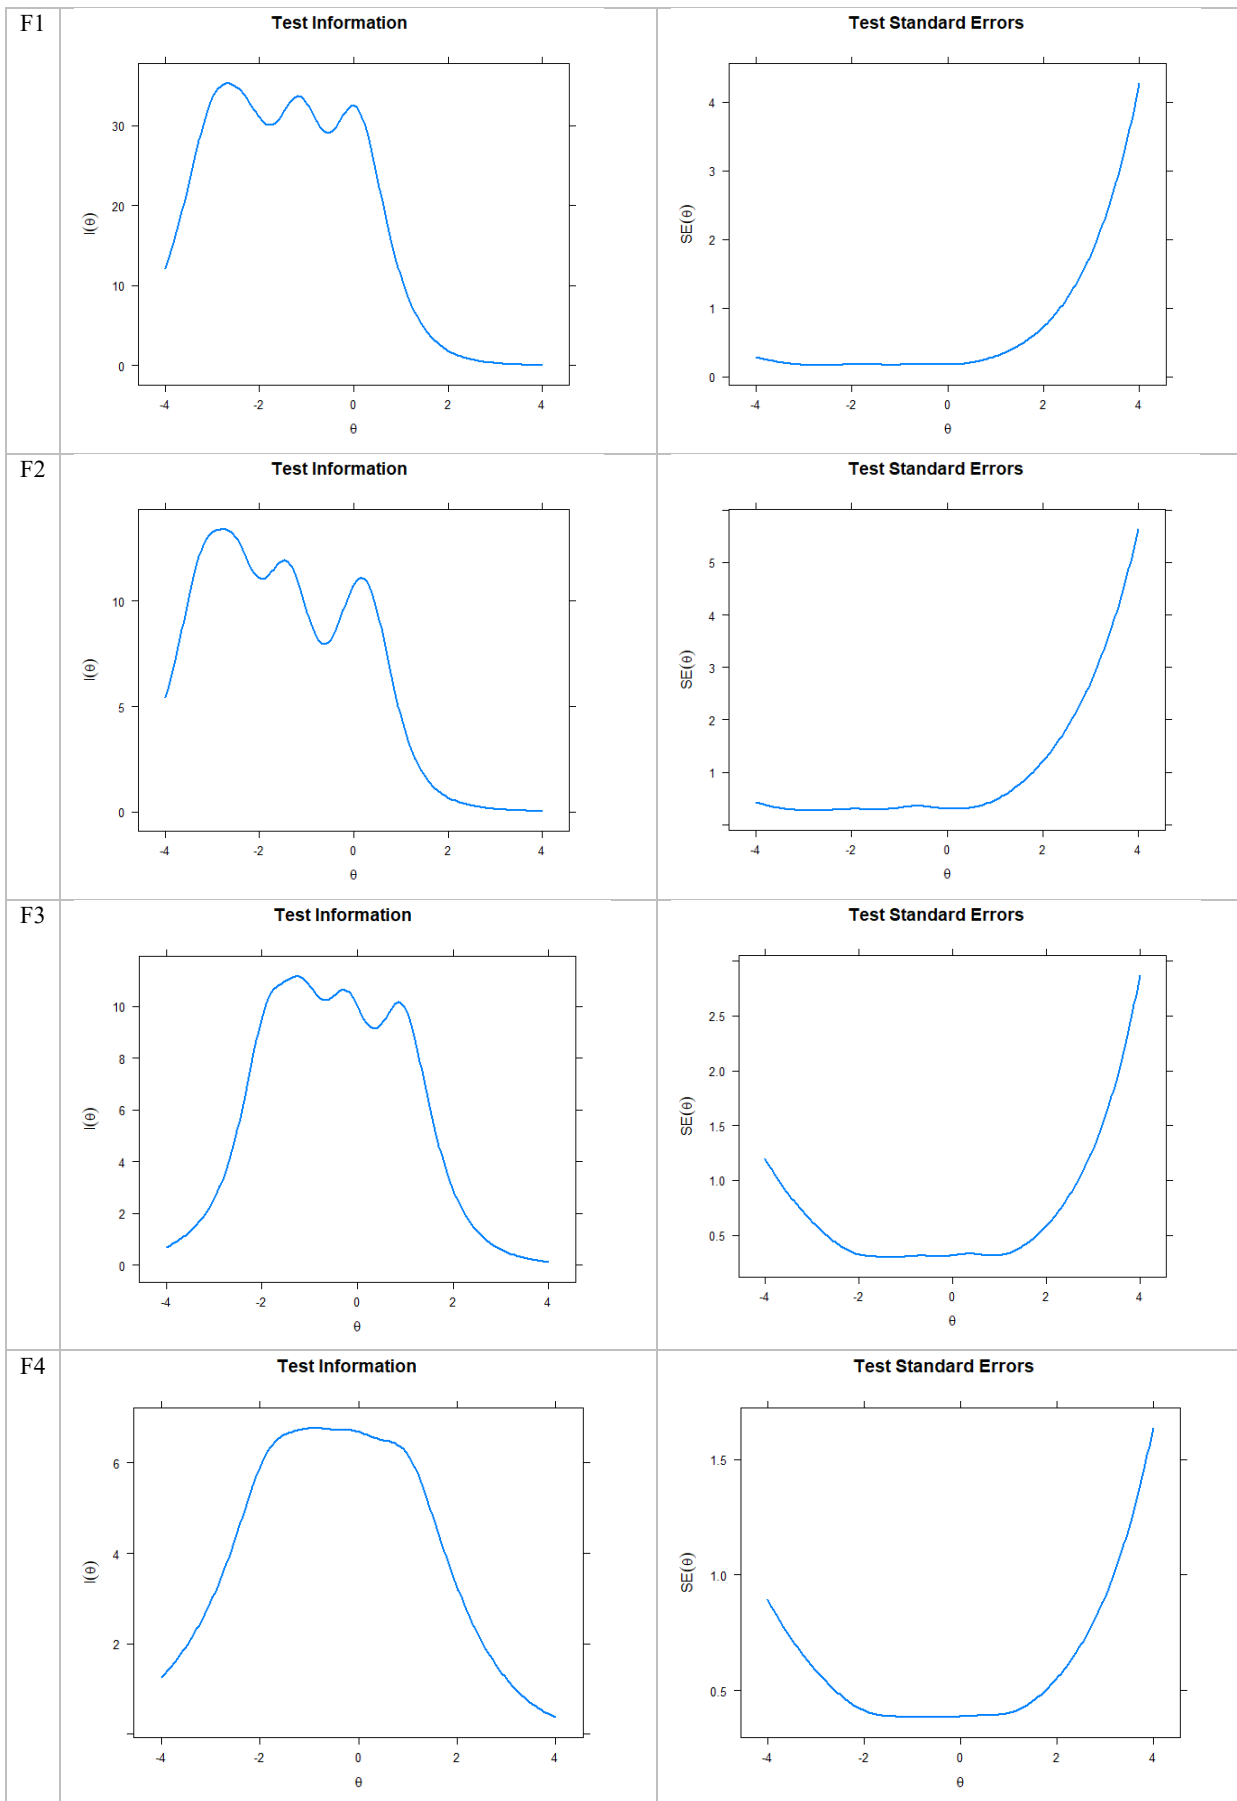 F1
Test Information
30
20
10
0
I(θ)
-4 -2 0 2 4
θ
Test Standard Errors
4
3
2
1
0
SE(θ)
-4 -2 0 2 4
θ
F2
Test Information
10
5
0
I(θ)
-4 -2 0 2 4
θ
Test Standard Errors
5
4
3
2
1
SE(θ)
-4 -2 0 2 4
θ
F3
Test Information
10
8
6
4
2
0
I(θ)
-4 -2 0 2 4
θ
Test Standard Errors
2.5
2.0
1.5
1.0
0.5
SE(θ)
-4 -2 0 2 4
θ
F4
Test Information
6
4
2
I(θ)
-4 -2 0 2 4
θ
Test Standard Errors
1.5
1.0
0.5
SE(θ)
-4 -2 0 2 4
θ